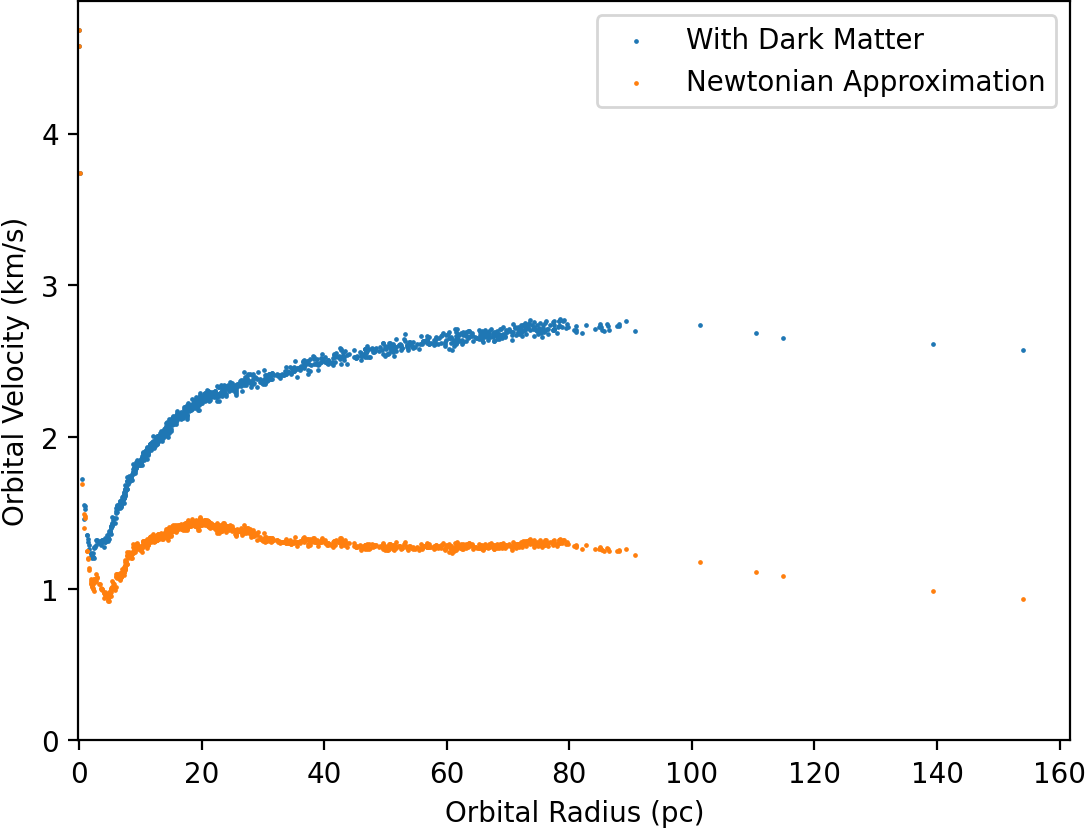 With Dark Matter
Newtonian Approximation
4
3
2
1
0
Orbital Velocity (km/s)
0 20 40 60 80 100 120 140 160
Orbital Radius (pc)